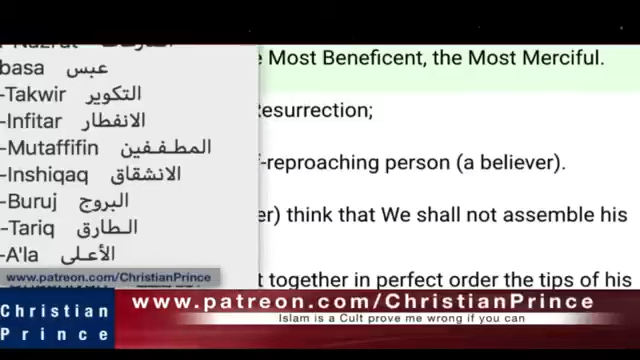 e Most Beneficent, the Most Merciful.
basa عبس
-Takwir التكوير
-Infitar الانفطار
esurrection;
-Mutaffifin المطففين
-reproaching person (a believer).
-Inshiqaq الانشقاق
-Buruj البروج
er) think that We shall not assemble his
-Tariq الطارق
-A'la الأعلى
www.patreon.com/ChristianPrince
t together in perfect order the tips of his
www.patreon.com/ChristianPrince
Christian
Prince
Islam is a Cult prove me wrong if you can